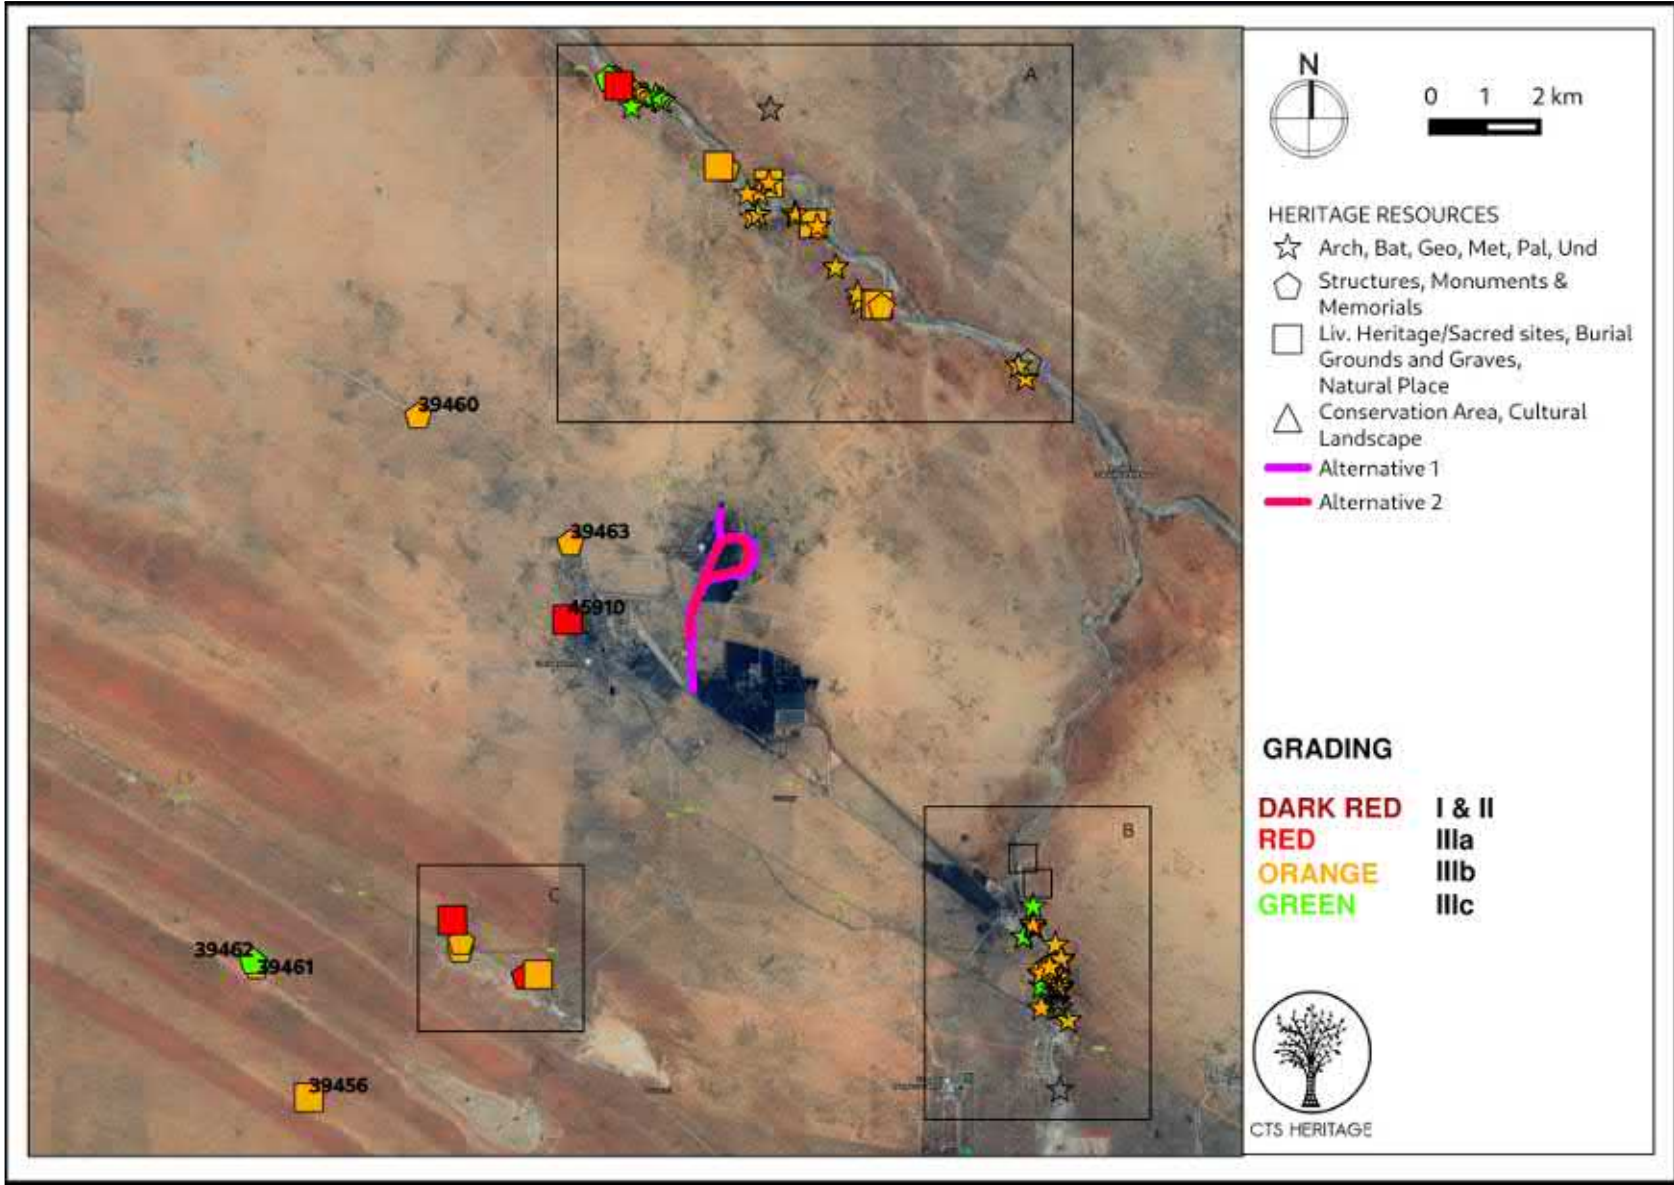 A
N
0 1 2 km
HERITAGE RESOURCES
Arch, Bat, Geo, Met, Pal, Und
Structures, Monuments &
Memorials
Liv. Heritage/Sacred sites, Burial
Grounds and Graves,
Natural Place
Conservation Area, Cultural
Landscape
Alternative 1
Alternative 2
39460
39463
45910
B
C
39462
39461
39456
GRADING
DARK RED I & II
RED IIIa
ORANGE IIIb
GREEN IIIc
CTS HERITAGE